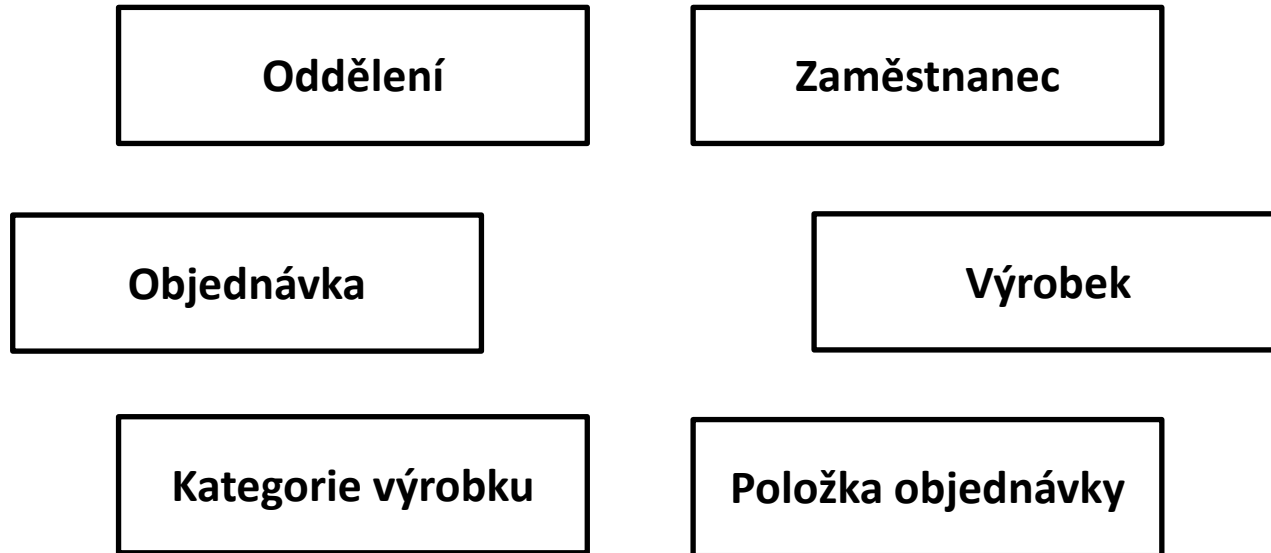 Oddělení
Zaměstnanec
Objednávka
Výrobek
Kategorie výrobku
Položka objednávky